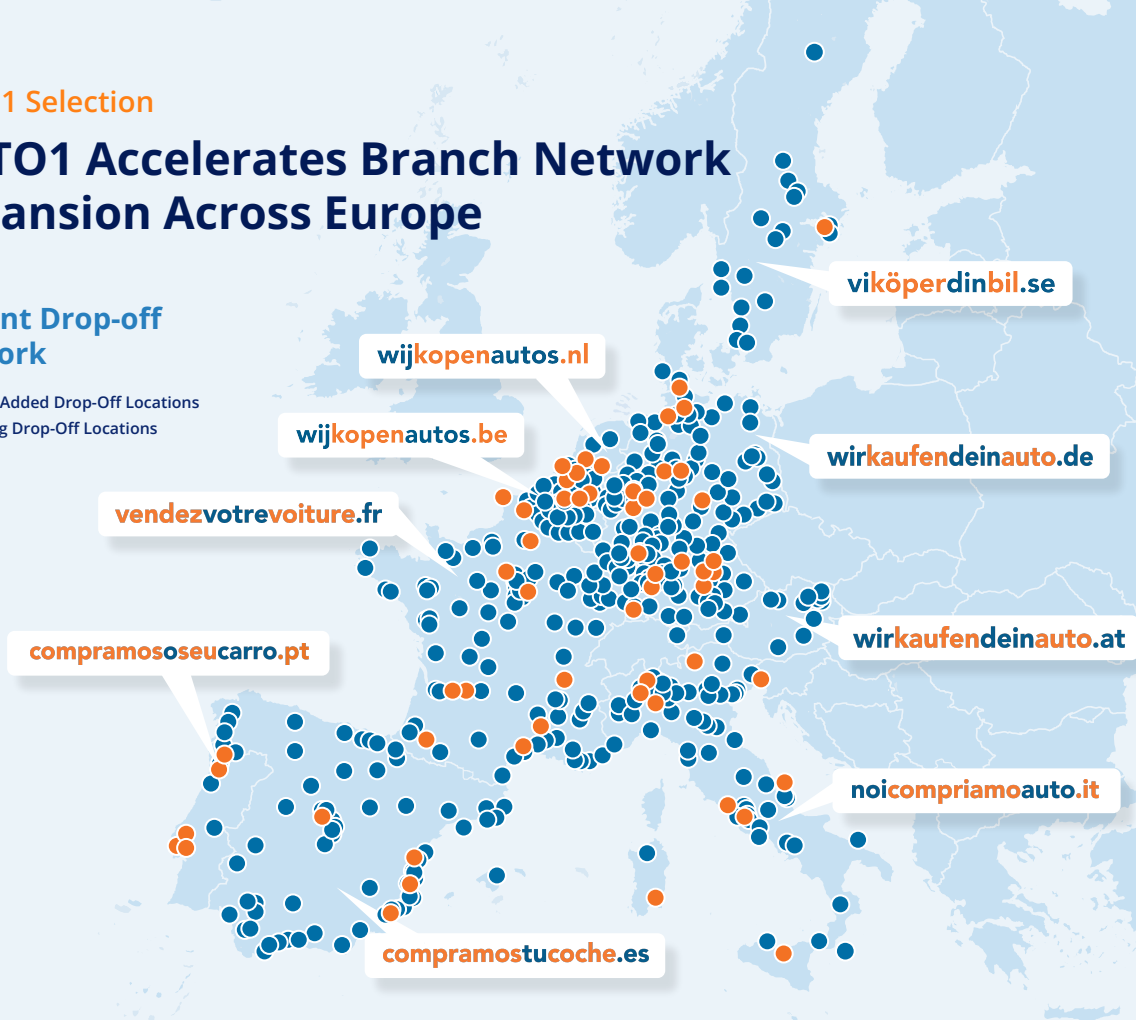 1 Selection
TO1 Accelerates Branch Network
ansion Across Europe
nt Drop-off
ork
Added Drop-Off Locations
g Drop-Off Locations
viköperdinbil.se
wijkopenautos.nl
wijkopenautos.be
wirkaufendeinauto.de
vendezvotrevoiture.fr
wirkaufendeinauto.at
compramososeucarro.pt
noicompriamoauto.it
compramostucoche.es